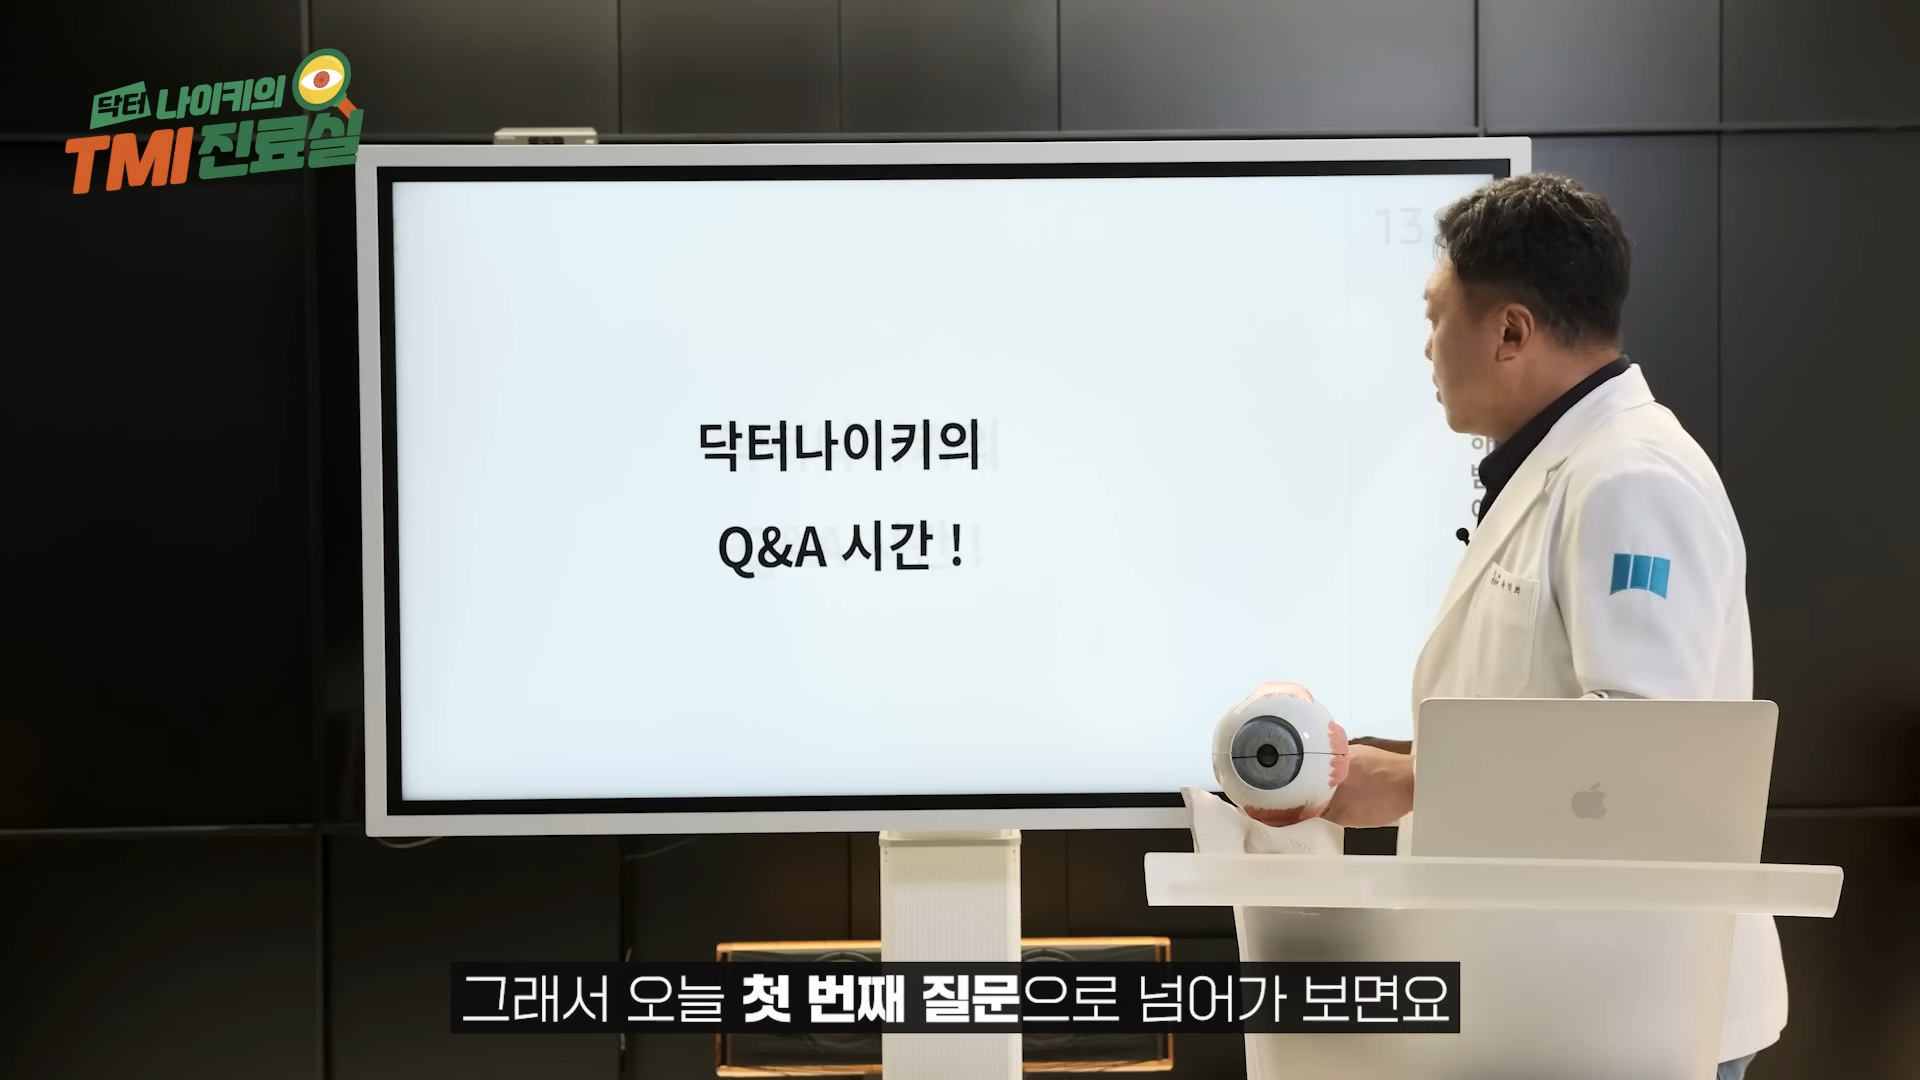 닥터 나이키의
TMI 진료실
닥터나이키의
Q&A 시간 !
13
그래서 오늘 첫 번째 질문으로 넘어가 보면요